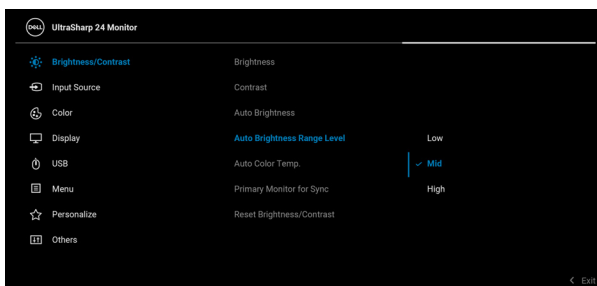 DELL UltraSharp 24 Monitor
Brightness/Contrast Brightness
Input Source Contrast
Color Auto Brightness
Display Auto Brightness Range Level Low
USB Auto Color Temp. Mid
Menu Primary Monitor for Sync High
Personalize Reset Brightness/Contrast
Others
Exit